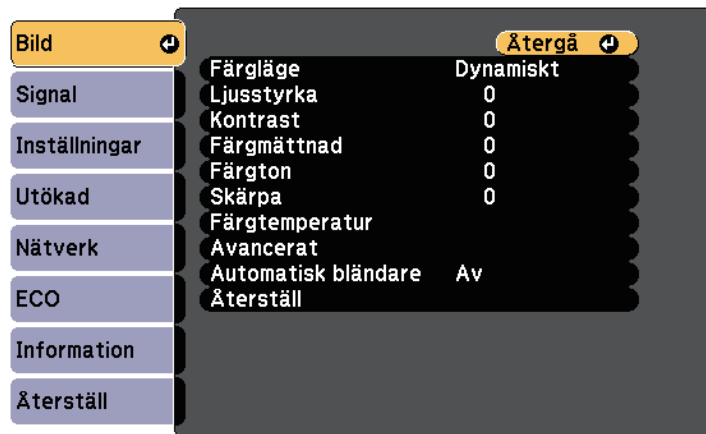 Bild
Signal
Inställningar
Utökad
Nätverk
ECO
Information
Återställ
Återgå
Färgläge Dynamiskt
Ljusstyrka 0
Kontrast 0
Färgmättnad 0
Färgton 0
Skärpa 0
Färgtemperatur
Avancerat
Automatisk bländare Av
Återställ